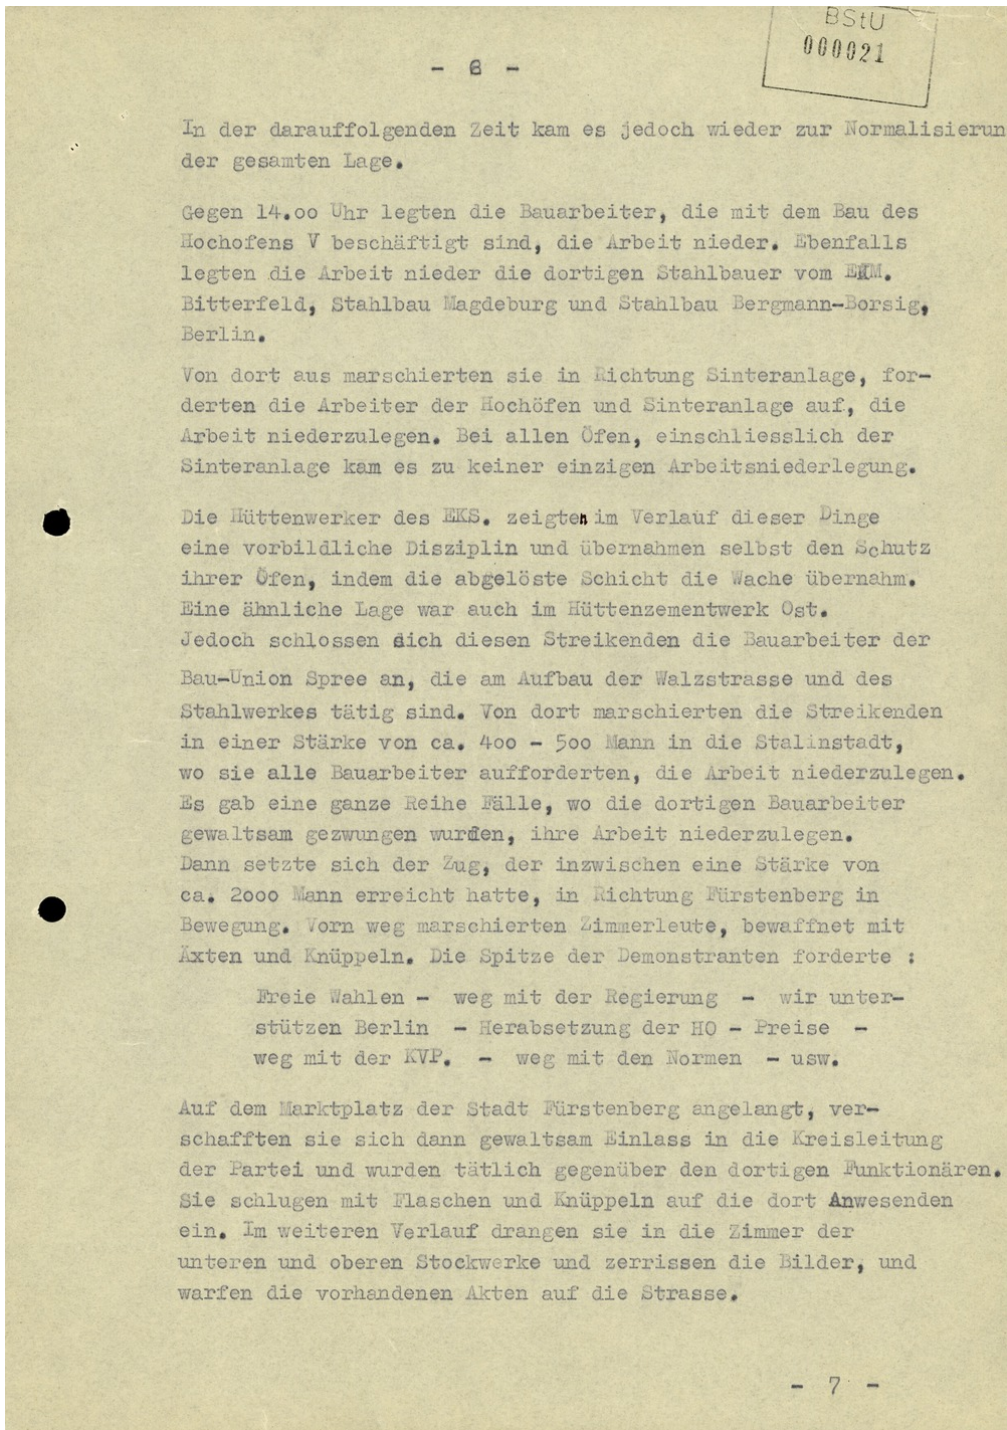 BStU
000021
- 6 -
In der darauffolgenden Zeit kam es jedoch wieder zur Normalisierun
der gesamten Lage.
Gegen 14.oo Uhr legten die Bauarbeiter, die mit dem Bau des
Hochofens V beschäftigt sind, die Arbeit nieder. Ebenfalls
legten die Arbeit nieder die dortigen Stahlbauer vom EKM.
Bitterfeld, Stahlbau Magdeburg und Stahlbau Bergmann-Borsig,
Berlin.
Von dort aus marschierten sie in Richtung Sinteranlage, for-
derten die Arbeiter der Hochöfen und Sinteranlage auf, die
Arbeit niederzulegen. Bei allen Öfen, einschliesslich der
Sinteranlage kam es zu keiner einzigen Arbeitsniederlegung.
Die Hüttenwerker des EKS. zeigten im Verlauf dieser Dinge
eine vorbildliche Disziplin und übernahmen selbst den Schutz
ihrer Öfen, indem die abgelöste Schicht die Wache übernahm.
Eine ähnliche Lage war auch im Hüttenzementwerk Ost.
Jedoch schlossen sich diesen Streikenden die Bauarbeiter der
Bau-Union Spree an, die am Aufbau der Walzstrasse und des
Stahlwerkes tätig sind. Von dort marschierten die Streikenden
in einer Stärke von ca. 4oo - 5oo Mann in die Stalinstadt,
wo sie alle Bauarbeiter aufforderten, die Arbeit niederzulegen.
Es gab eine ganze Reihe Fälle, wo die dortigen Bauarbeiter
gewaltsam gezwungen wurden, ihre Arbeit niederzulegen.
Dann setzte sich der Zug, der inzwischen eine Stärke von
ca. 2ooo Mann erreicht hatte, in Richtung Fürstenberg in
Bewegung. Vorn weg marschierten Zimmerleute, bewaffnet mit
Äxten und Knüppeln. Die Spitze der Demonstranten forderte :
Freie Wahlen - weg mit der Regierung - wir unter-
stützen Berlin - Herabsetzung der HO - Preise -
weg mit der KVP. - weg mit den Normen - usw.
Auf dem Marktplatz der Stadt Fürstenberg angelangt, ver-
schafften sie sich dann gewaltsam Einlass in die Kreisleitung
der Partei und wurden tätlich gegenüber den dortigen Funktionären.
Sie schlugen mit Flaschen und Knüppeln auf die dort Anwesenden
ein. Im weiteren Verlauf drangen sie in die Zimmer der
unteren und oberen Stockwerke und zerrissen die Bilder, und
warfen die vorhandenen Akten auf die Strasse.
- 7 -